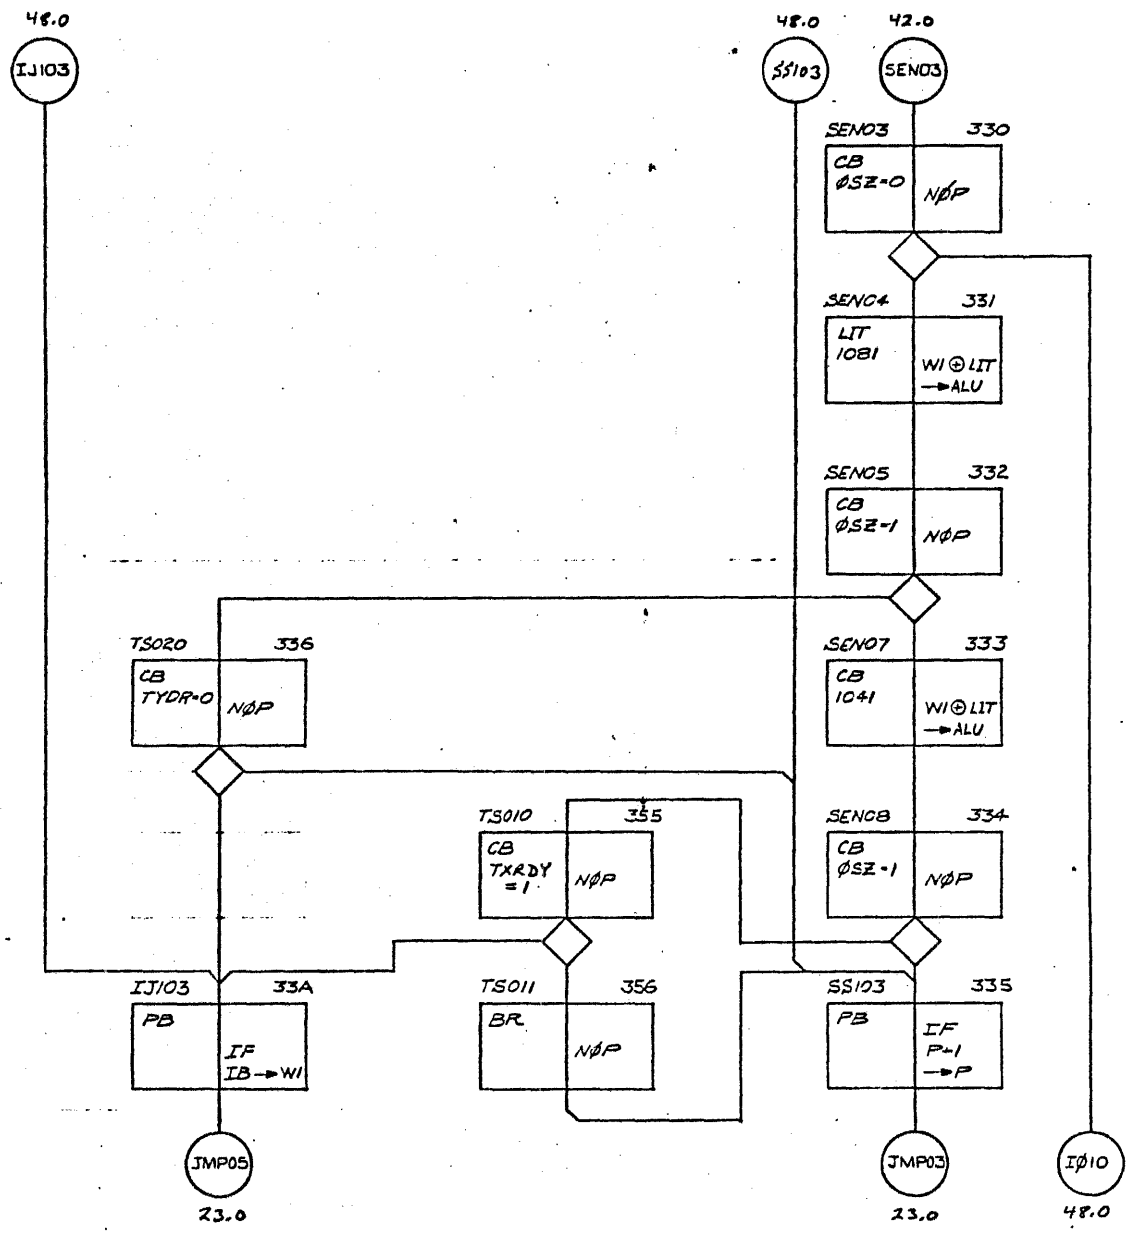 48.0 48.0 42.0
IJ103 SS103 SEN03
SEN03 330
CB
ØSZ=0
NØP
SEN04 331
LIT
1081
W1⊕LIT
→ALU
SEN05 332
CB
ØSZ=1
NØP
TS020 336
CB
TYDR=0
NØP
SEN07 333
CB
1041
W1⊕LIT
→ALU
TS010 355
CB
TXRDY
=1
NØP
SEN08 334
CB
ØSZ=1
NØP
IJ103 33A
PB
IF
IB→W1
TS011 356
BR
NØP
SS103 335
PB
IF
P+1
→P
JMP05 JMP03 IØ10
23.0 23.0 48.0